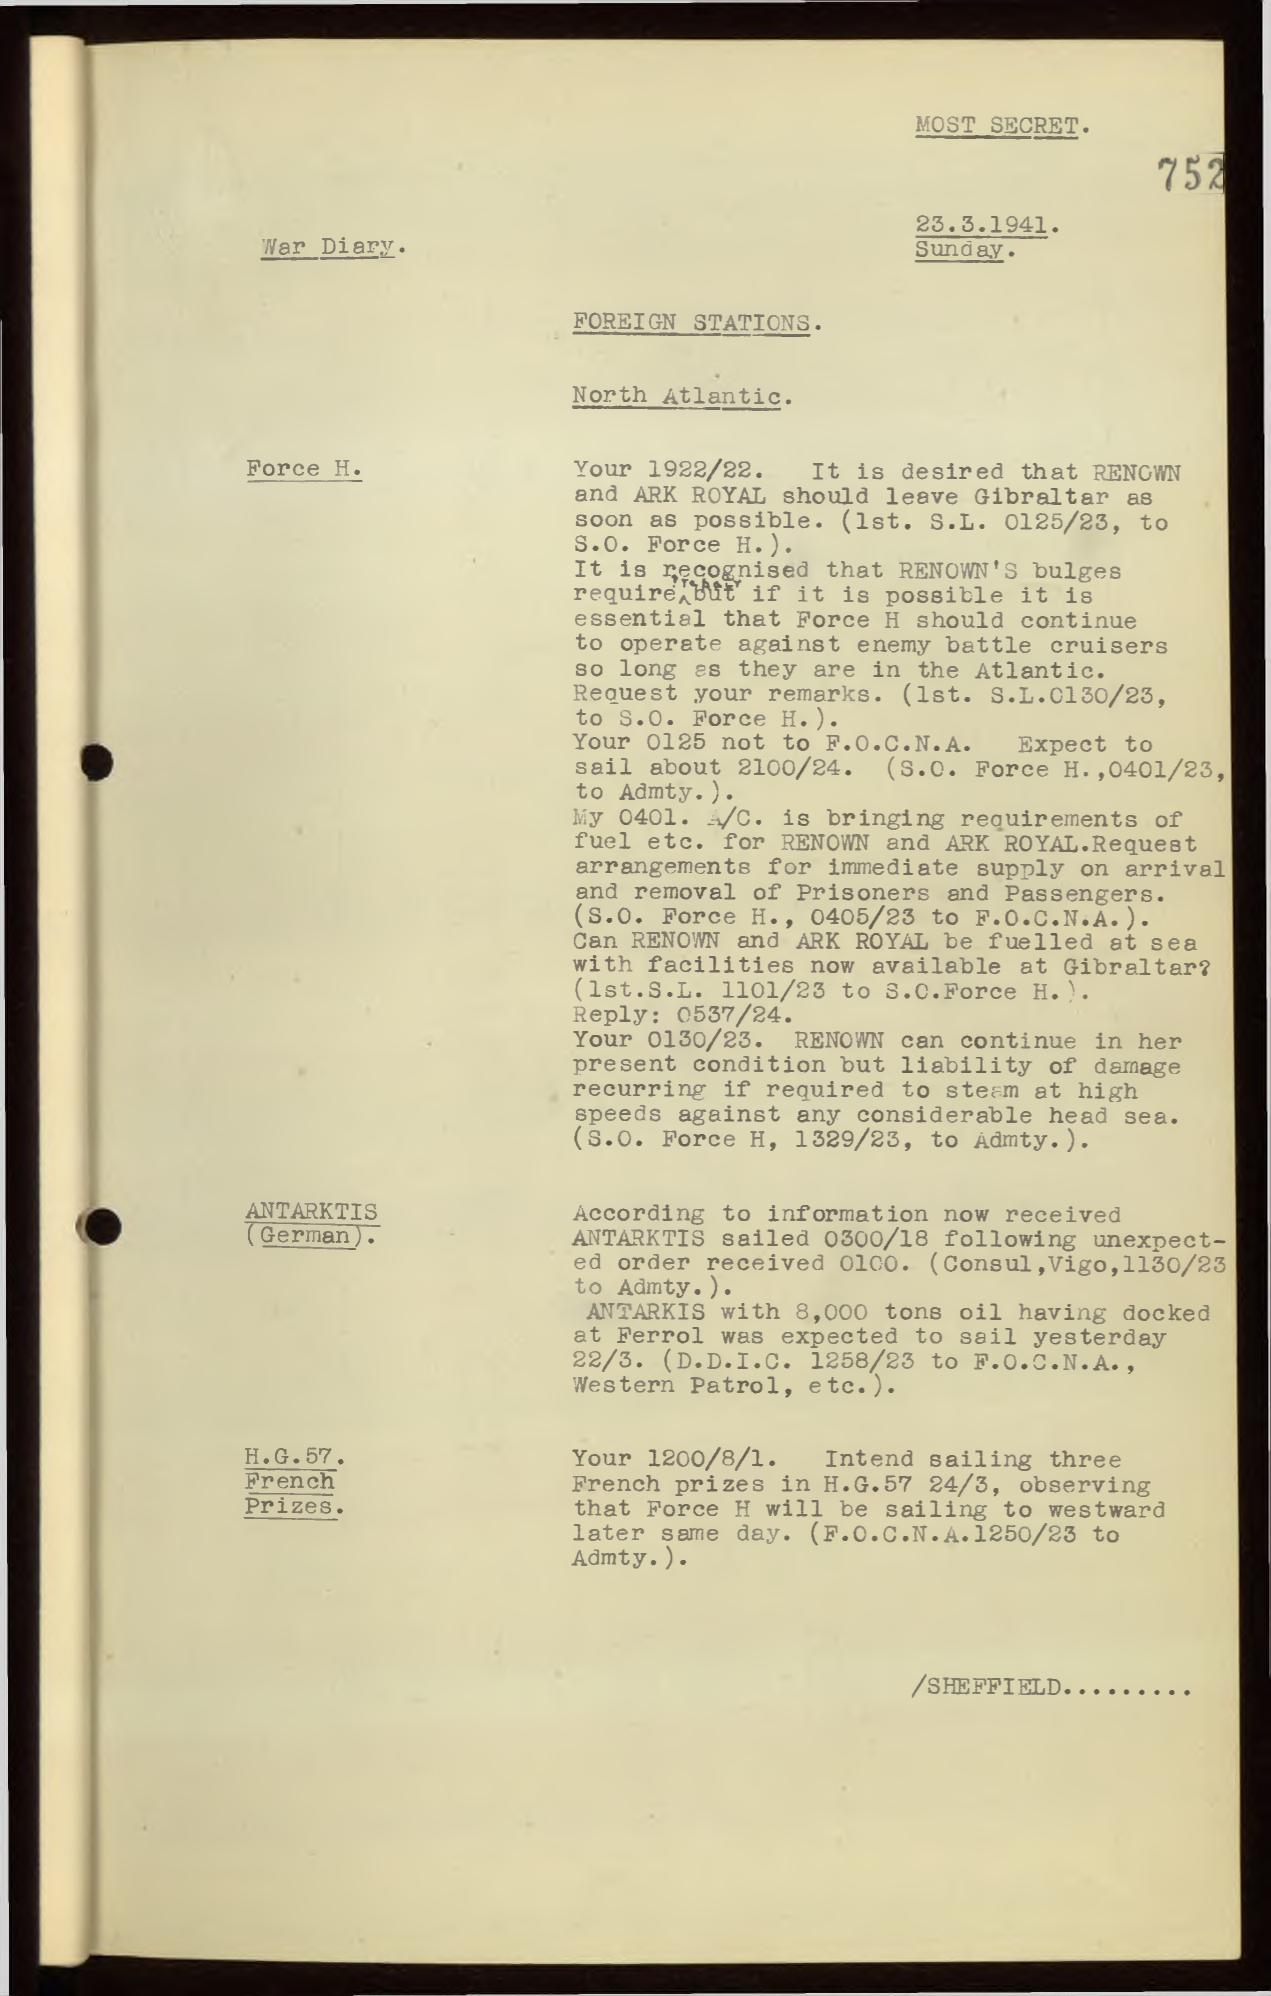 MOST SECRET.
752
23.3.1941.
Sunday.
War Diary.
FOREIGN STATIONS.
North Atlantic.
Force H.
Your 1922/22. It is desired that RENOWN
and ARK ROYAL should leave Gibraltar as
soon as possible. (1st. S.L. 0125/23, to
S.O. Force H.).
It is recognised that RENOWN'S bulges
require but if it is possible it is
essential that Force H should continue
to operate against enemy battle cruisers
so long as they are in the Atlantic.
Request your remarks. (1st. S.L.0130/23,
to S.O. Force H.).
Your 0125 not to F.O.C.N.A. Expect to
sail about 2100/24. (S.O. Force H.,0401/23,
to Admty.).
My 0401. A/C. is bringing requirements of
fuel etc. for RENOWN and ARK ROYAL.Request
arrangements for immediate supply on arrival
and removal of Prisoners and Passengers.
(S.O. Force H., 0405/23 to F.O.C.N.A.).
Can RENOWN and ARK ROYAL be fuelled at sea
with facilities now available at Gibraltar?
(1st.S.L. 1101/23 to S.O.Force H.).
Reply: 0537/24.
Your 0130/23. RENOWN can continue in her
present condition but liability of damage
recurring if required to steam at high
speeds against any considerable head sea.
(S.O. Force H, 1329/23, to Admty.).
ANTARKTIS
(German).
According to information now received
ANTARKTIS sailed 0300/18 following unexpect-
ed order received 0100. (Consul,Vigo,1130/23
to Admty.).
ANTARKIS with 8,000 tons oil having docked
at Ferrol was expected to sail yesterday
22/3. (D.D.I.C. 1258/23 to F.O.C.N.A.,
Western Patrol, etc.).
H.G.57.
French
Prizes.
Your 1200/8/1. Intend sailing three
French prizes in H.G.57 24/3, observing
that Force H will be sailing to westward
later same day. (F.O.C.N.A.1250/23 to
Admty.).
/SHEFFIELD.........